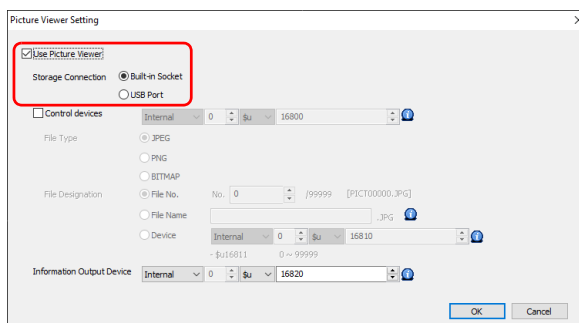 Picture Viewer Setting
Use Picture Viewer
Storage Connection Built-in Socket
USB Port
Control devices Internal 0 $u 16800
File Type JPEG
PNG
BITMAP
File Designation File No. No. 0 /99999 [PICT00000.JPG]
File Name .JPG
Device Internal 0 $u 16810
- $u16811 0 ~ 99999
Information Output Device Internal 0 $u 16820
OK Cancel